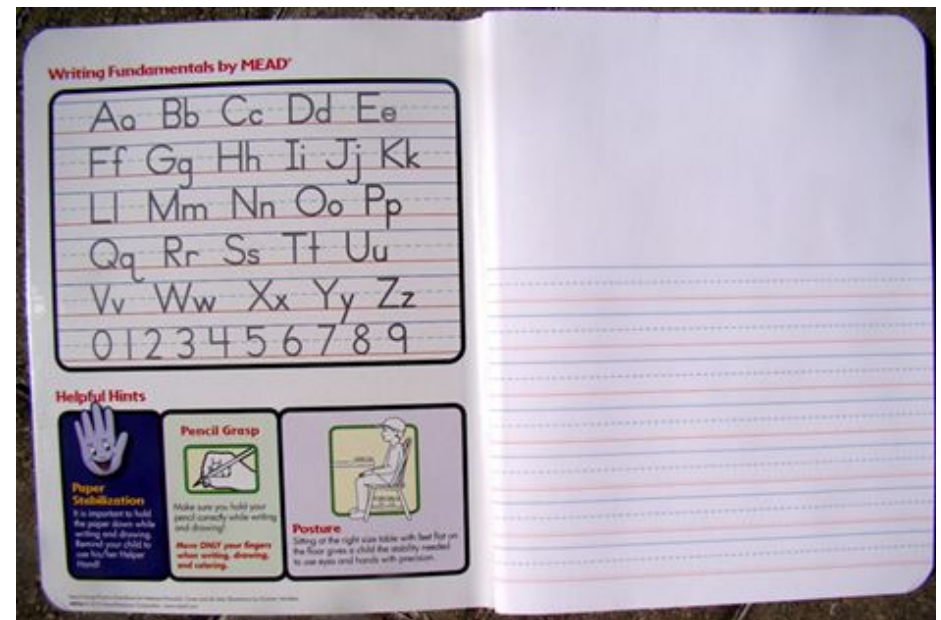 Writing Fundamentals by MEAD®
Aa Bb Cc Dd Ee
Ff Gg Hh Ii Jj Kk
Ll Mm Nn Oo Pp
Qq Rr Ss Tt Uu
Vv Ww Xx Yy Zz
0 1 2 3 4 5 6 7 8 9
Helpful Hints
Paper
Stabilization
It is important to hold
the paper down while
writing and drawing.
Remind your child to
use his/her Helper
Hand!
Pencil Grasp
Make sure you hold your
pencil correctly while writing
and drawing!
Move ONLY your fingers
when writing, drawing,
and coloring.
Posture
Sitting at the right size table with feet flat on
the floor gives a child the stability needed
to use eyes and hands with precision.